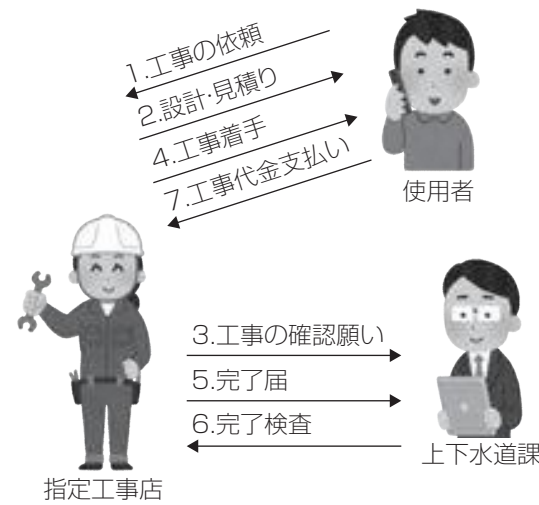 1.工事の依頼
2.設計・見積り
4.工事着手
7.工事代金支払い
使用者
3.工事の確認願い
5.完了届
6.完了検査
上下水道課
指定工事店